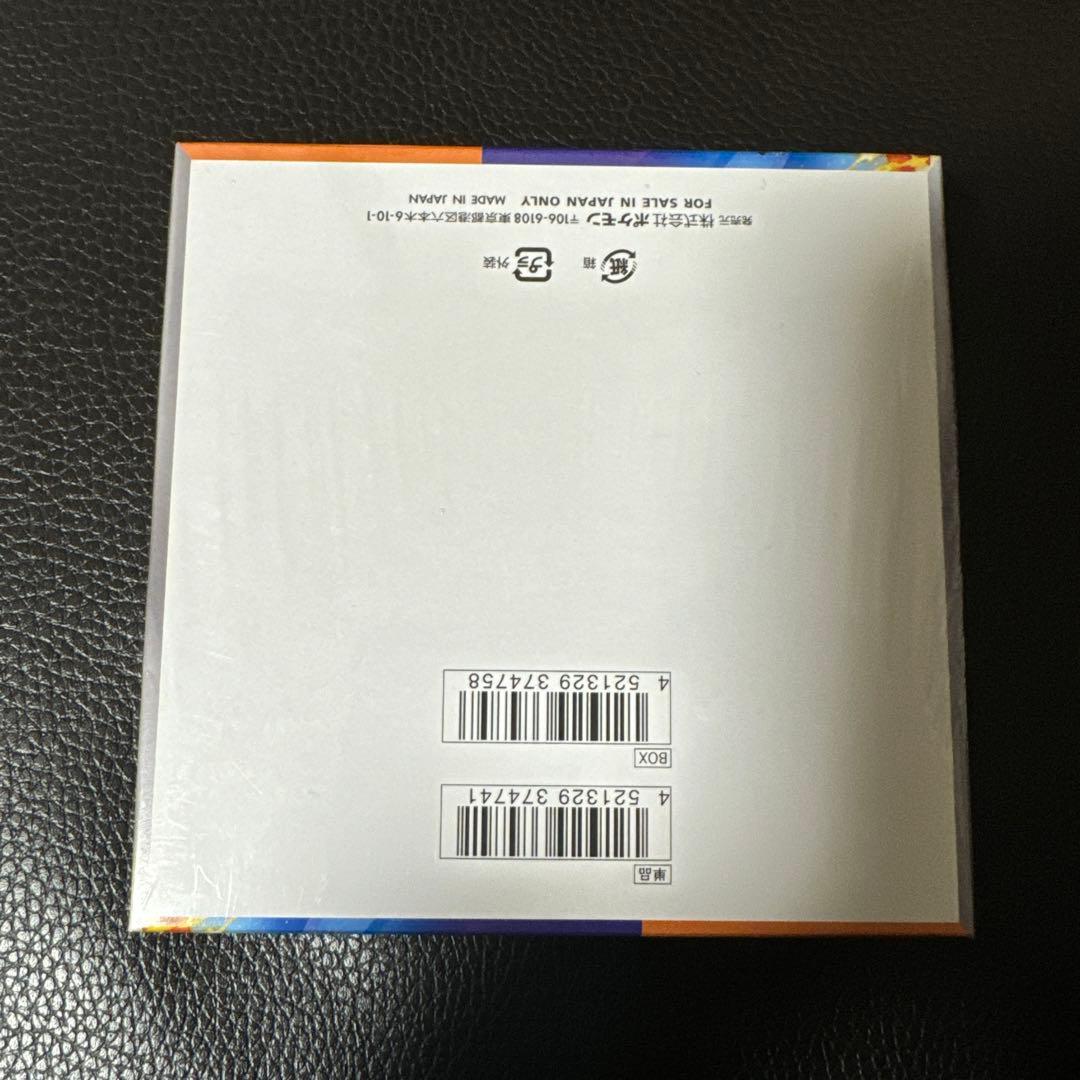 単品
4 521329 374741
BOX
4 521329 374758
箱 紙 外装 プラ
発売元 株式会社ポケモン 〒106-6108 東京都港区六本木6-10-1
FOR SALE IN JAPAN ONLY MADE IN JAPAN